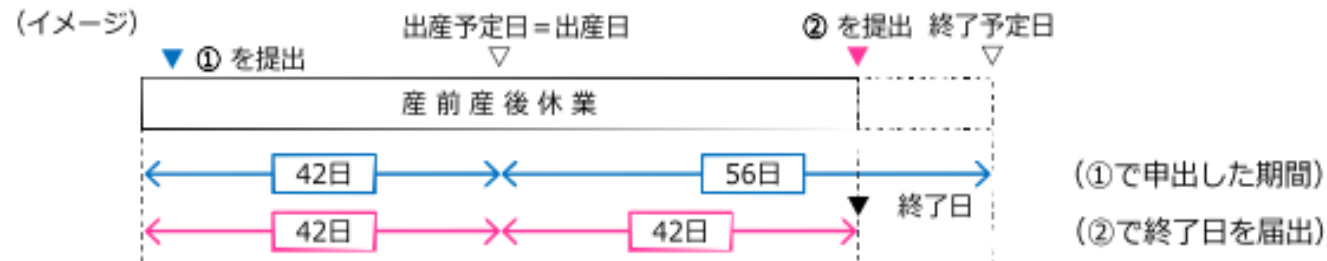 (イメージ)
出産予定日＝出産日
② を提出 終了予定日
▼ ① を提出
▽
▼
▽
産前産後休業
42日
56日
(①で申出した期間)
▼ 終了日
42日
42日
(②で終了日を届出)